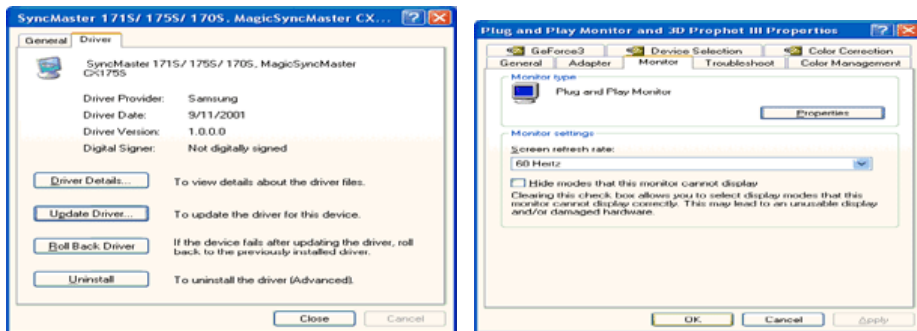 SyncMaster 171S/ 175S/ 170S, MagicSyncMaster CX...
General Driver
SyncMaster 171S/ 175S/ 170S, MagicSyncMaster
CX175S
Driver Provider: Samsung
Driver Date: 9/11/2001
Driver Version: 1.0.0.0
Digital Signer: Not digitally signed
Driver Details... To view details about the driver files.
Update Driver... To update the driver for this device.
Roll Back Driver If the device fails after updating the driver, roll
back to the previously installed driver.
Uninstall To uninstall the driver (Advanced).
Close Cancel
Plug and Play Monitor and 3D Prophet III Properties
GeForce3 Device Selection Color Correction
General Adapter Monitor Troubleshoot Color Management
Monitor type
Plug and Play Monitor
Properties
Monitor settings
Screen refresh rate:
60 Hertz
Hide modes that this monitor cannot display
Clearing this check box allows you to select display modes that this
monitor cannot display correctly. This may lead to an unusable display
and/or damaged hardware.
OK Cancel Apply